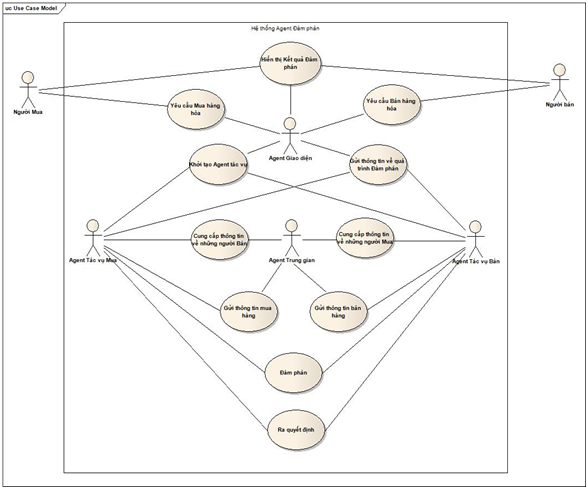 uc Use Case Model
Hệ thống Agent Đàm phán
Hiển thị Kết quả Đàm
phán
Người Mua
Người bán
Yêu cầu Mua hàng
hóa
Yêu cầu Bán hàng
hóa
Agent Giao diện
Khởi tạo Agent tác vụ
Gửi thông tin về quá
trình Đàm phán
Agent Tác vụ Mua
Cung cấp thông tin
về những người Bán
Agent Trung gian
Cung cấp thông tin
về những người Mua
Agent Tác vụ Bán
Gửi thông tin mua
hàng
Gửi thông tin bán
hàng
Đàm phán
Ra quyết định